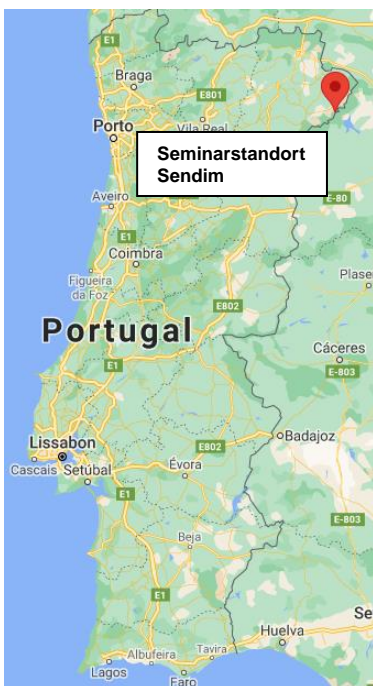 E1
Braga
E801
Porto
Vila Real
Seminarstandort
Sendim
E-80
Aveiro
E1
Coimbra
Figueira
da Foz
Plase
E802
Portugal
Cáceres
E-803
E1
Lissabon
E802
Badajoz
Cascais
Setúbal
Évora
E1
E-803
Beja
E1
Se
Huelva
Albufeira
Tavira
Lagos
Faro